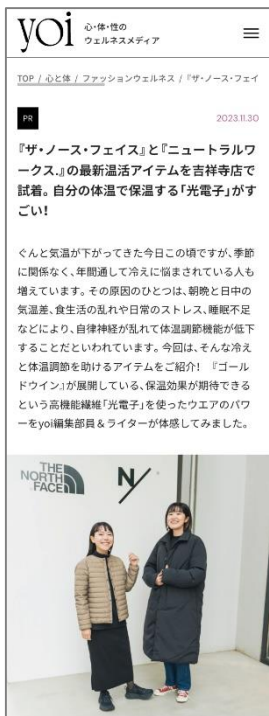 yoi
心・体・性の
ウェルネスメディア
TOP / 心と体 / ファッションウェルネス / 『ザ・ノース・フェイ
PR
2023.11.30
『ザ・ノース・フェイス』と『ニュートラルワ
ークス.』の最新温活アイテムを吉祥寺店で
試着。自分の体温で保温する「光電子」がす
ごい！
ぐんと気温が下がってきた今日この頃ですが、季節
に関係なく、年間通して冷えに悩まされている人も
増えています。その原因のひとつは、朝晩と日中の
気温差、食生活の乱れや日常のストレス、睡眠不足
などにより、自律神経が乱れて体温調節機能が低下
することだといわれています。今回は、そんな冷え
と体温調節を助けるアイテムをご紹介！ 『ゴール
ドウイン』が展開している、保温効果が期待できる
という高機能繊維「光電子」を使ったウエアのパワ
ーをyoi編集部員＆ライターが体感してみました。
THE
NORTH
FACE
N/